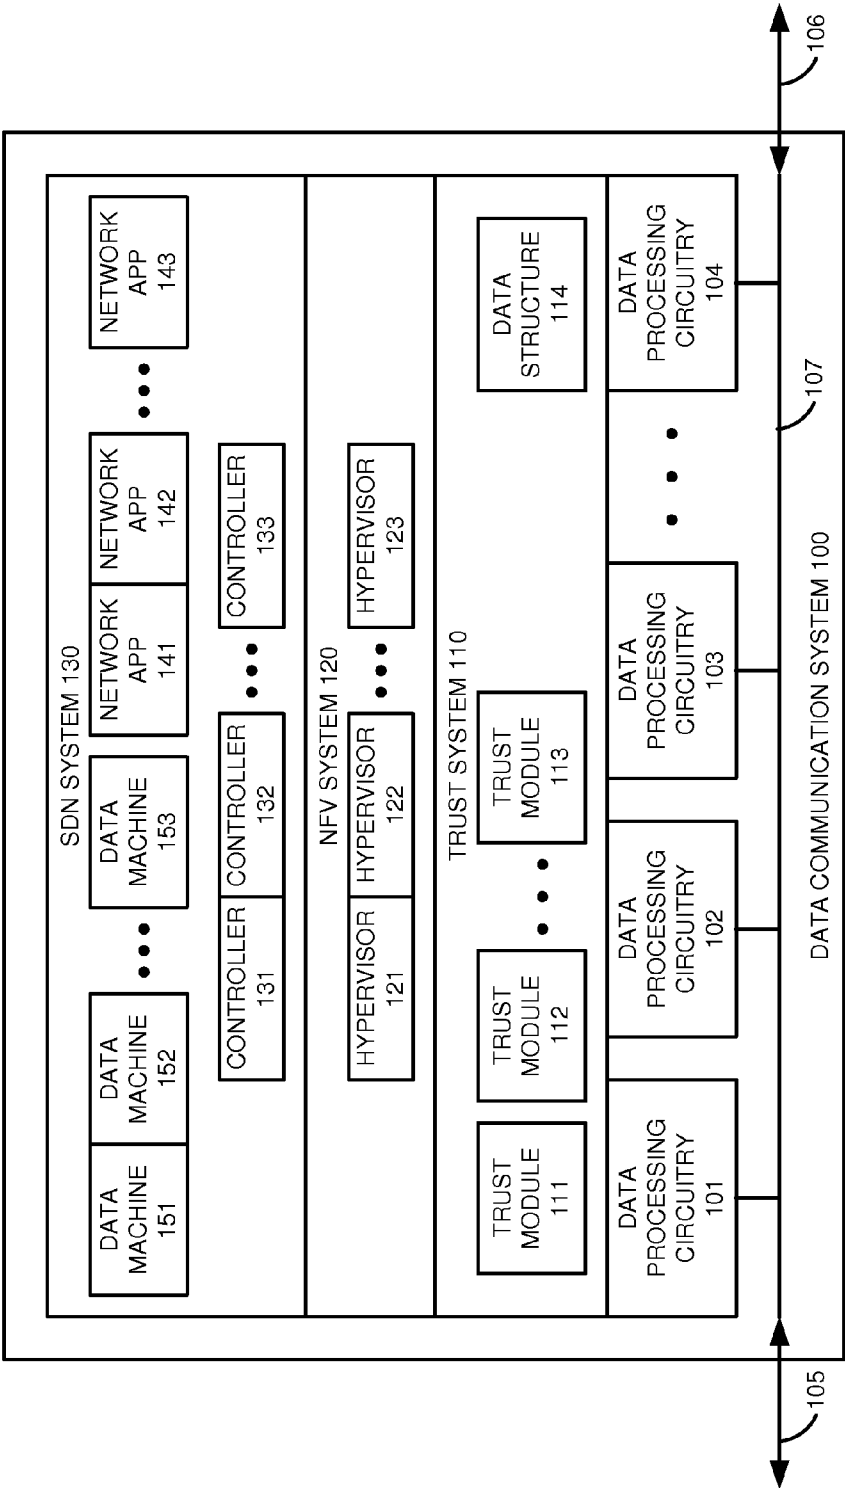 SDN SYSTEM 130
DATA
MACHINE
151
DATA
MACHINE
152
DATA
MACHINE
153
NETWORK
APP
141
NETWORK
APP
142
NETWORK
APP
143
CONTROLLER
131
CONTROLLER
132
CONTROLLER
133
NFV SYSTEM 120
HYPERVISOR
121
HYPERVISOR
122
HYPERVISOR
123
TRUST SYSTEM 110
TRUST
MODULE
111
TRUST
MODULE
112
TRUST
MODULE
113
DATA
STRUCTURE
114
DATA
PROCESSING
CIRCUITRY
101
DATA
PROCESSING
CIRCUITRY
102
DATA
PROCESSING
CIRCUITRY
103
DATA
PROCESSING
CIRCUITRY
104
105
107
106
DATA COMMUNICATION SYSTEM 100